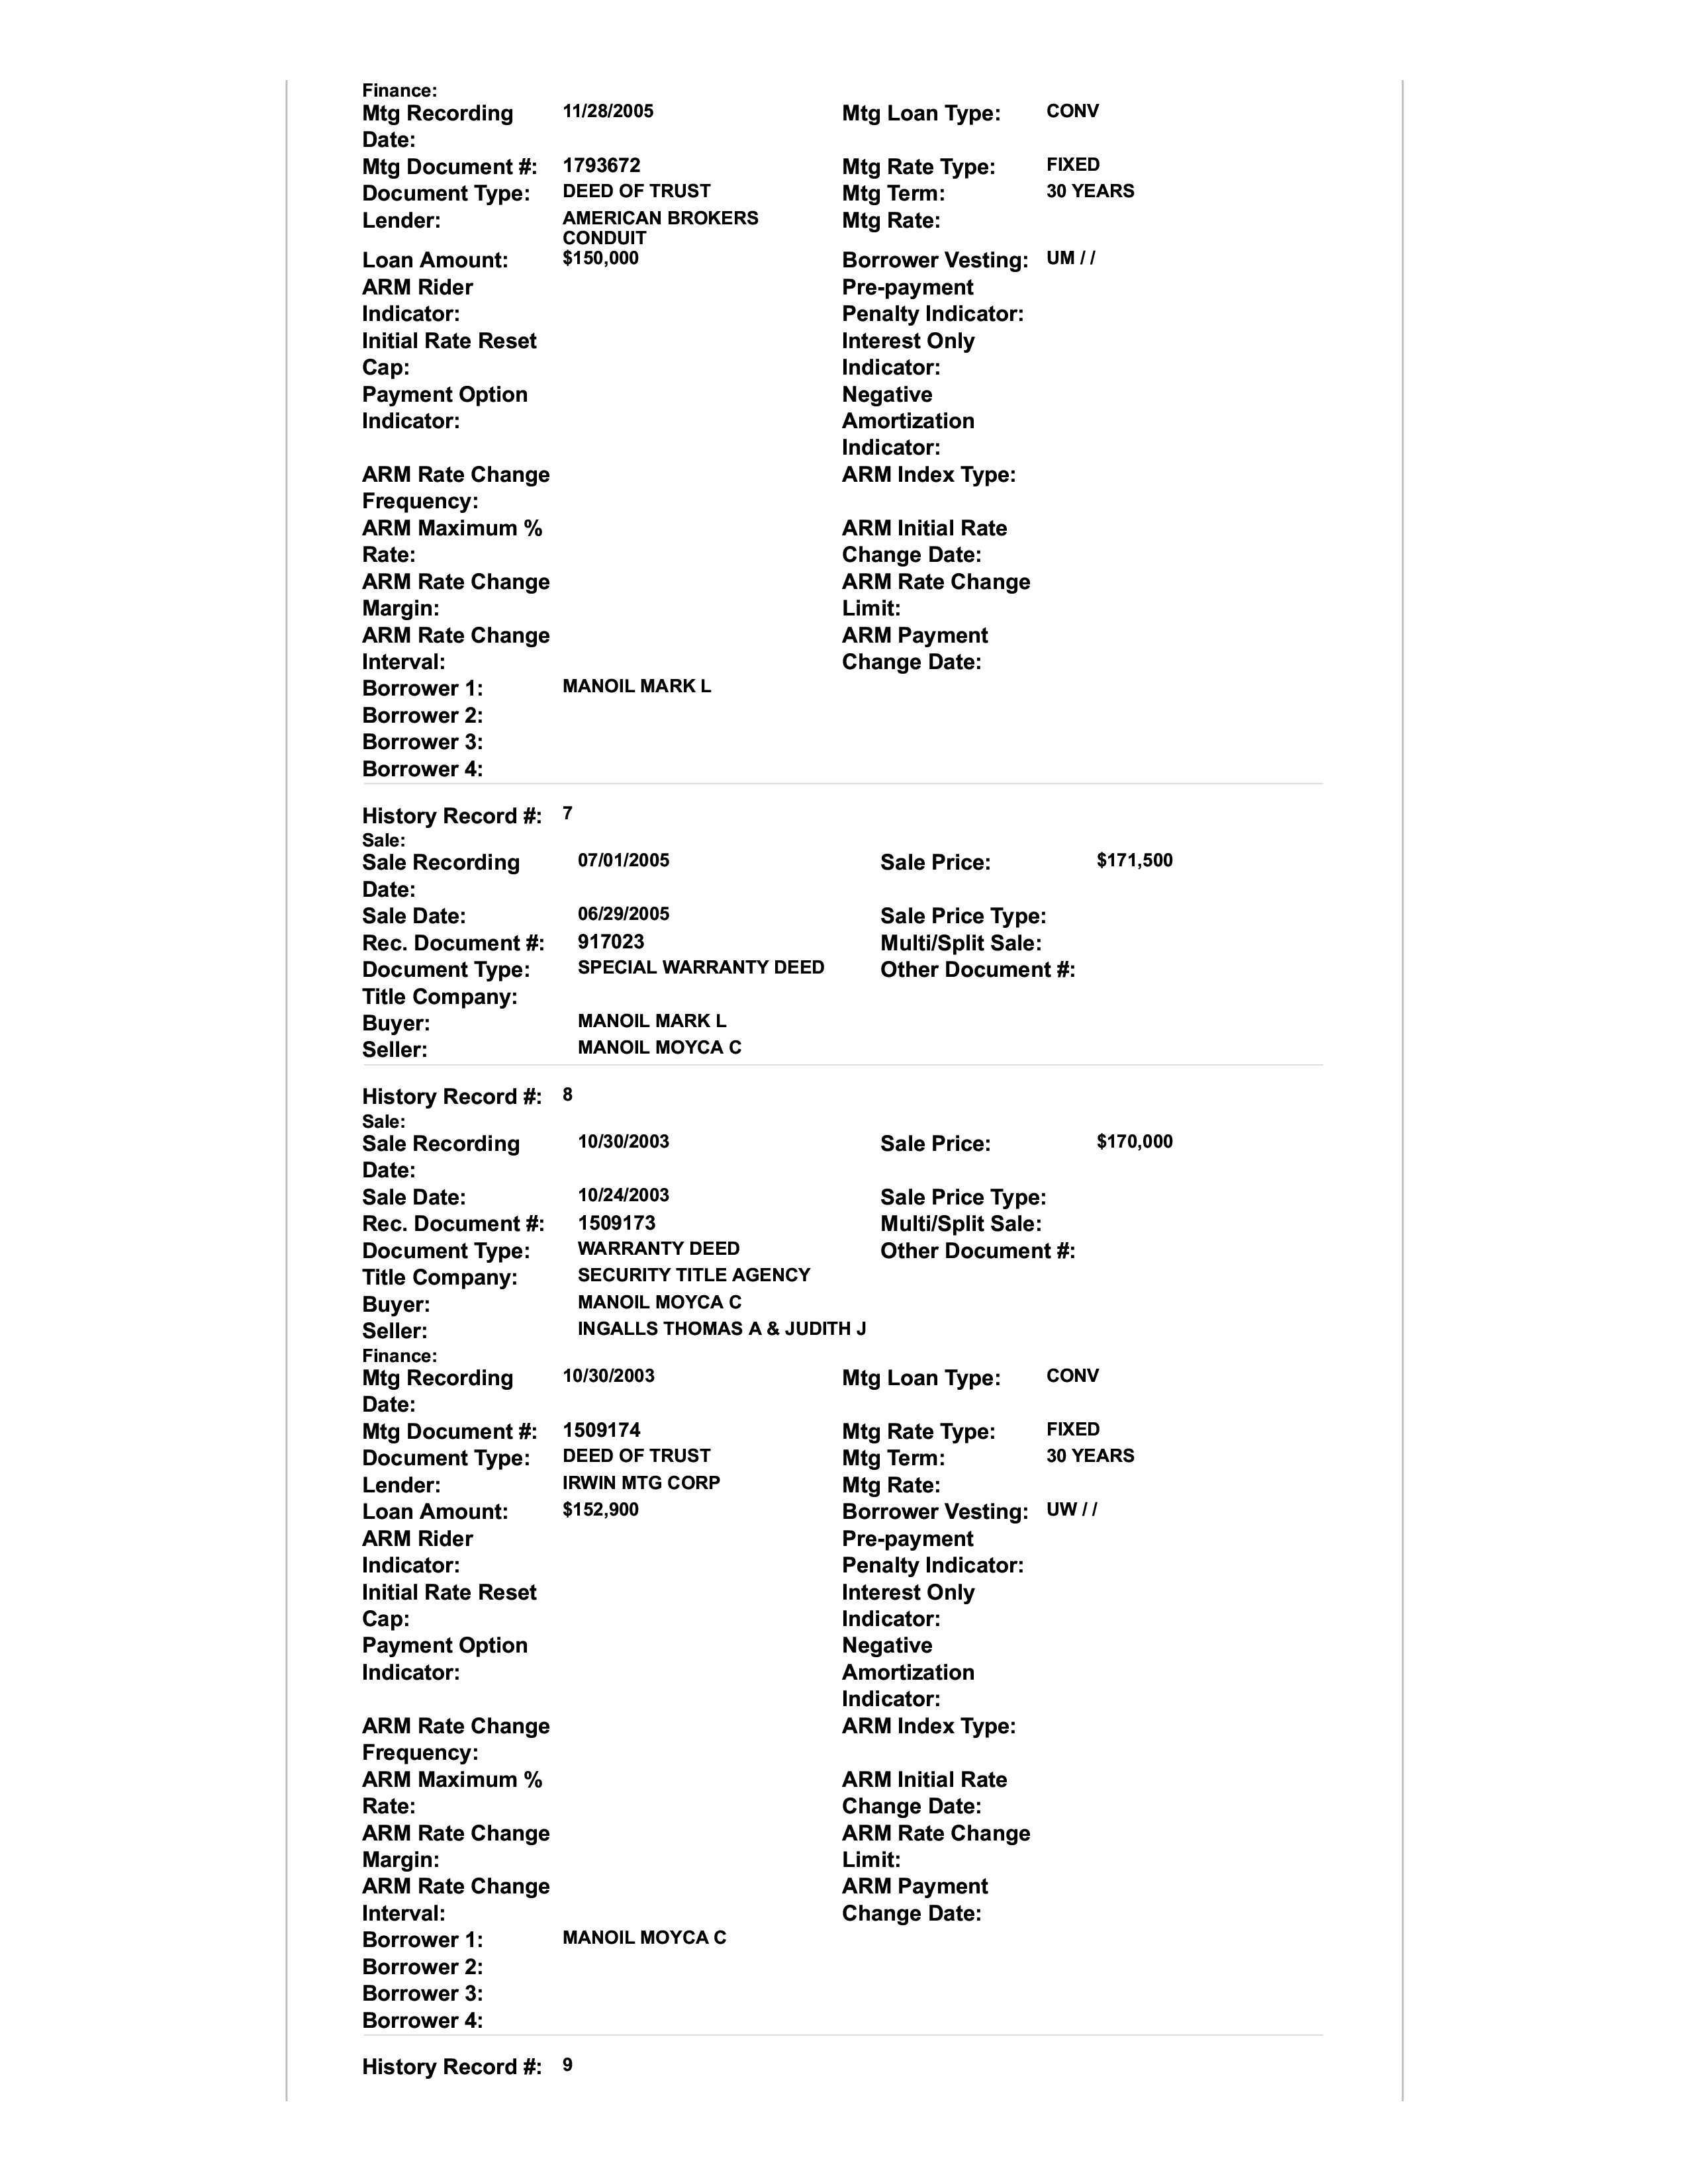 Finance:
Mtg Recording Date: 11/28/2005 Mtg Loan Type: CONV
Mtg Document #: 1793672 Mtg Rate Type: FIXED
Document Type: DEED OF TRUST Mtg Term: 30 YEARS
Lender: AMERICAN BROKERS CONDUIT Mtg Rate:
Loan Amount: $150,000 Borrower Vesting: UM / /
ARM Rider Indicator: Pre-payment Penalty Indicator:
Initial Rate Reset Cap: Interest Only Indicator:
Payment Option Indicator: Negative Amortization Indicator:
ARM Rate Change Frequency: ARM Index Type:
ARM Maximum % Rate: ARM Initial Rate Change Date:
ARM Rate Change Margin: ARM Rate Change Limit:
ARM Rate Change Interval: ARM Payment Change Date:
Borrower 1: MANOIL MARK L
Borrower 2:
Borrower 3:
Borrower 4:
History Record #: 7
Sale:
Sale Recording Date: 07/01/2005 Sale Price: $171,500
Sale Date: 06/29/2005 Sale Price Type:
Rec. Document #: 917023 Multi/Split Sale:
Document Type: SPECIAL WARRANTY DEED Other Document #:
Title Company:
Buyer: MANOIL MARK L
Seller: MANOIL MOYCA C
History Record #: 8
Sale:
Sale Recording Date: 10/30/2003 Sale Price: $170,000
Sale Date: 10/24/2003 Sale Price Type:
Rec. Document #: 1509173 Multi/Split Sale:
Document Type: WARRANTY DEED Other Document #:
Title Company: SECURITY TITLE AGENCY
Buyer: MANOIL MOYCA C
Seller: INGALLS THOMAS A & JUDITH J
Finance:
Mtg Recording Date: 10/30/2003 Mtg Loan Type: CONV
Mtg Document #: 1509174 Mtg Rate Type: FIXED
Document Type: DEED OF TRUST Mtg Term: 30 YEARS
Lender: IRWIN MTG CORP Mtg Rate:
Loan Amount: $152,900 Borrower Vesting: UW / /
ARM Rider Indicator: Pre-payment Penalty Indicator:
Initial Rate Reset Cap: Interest Only Indicator:
Payment Option Indicator: Negative Amortization Indicator:
ARM Rate Change Frequency: ARM Index Type:
ARM Maximum % Rate: ARM Initial Rate Change Date:
ARM Rate Change Margin: ARM Rate Change Limit:
ARM Rate Change Interval: ARM Payment Change Date:
Borrower 1: MANOIL MOYCA C
Borrower 2:
Borrower 3:
Borrower 4:
History Record #: 9